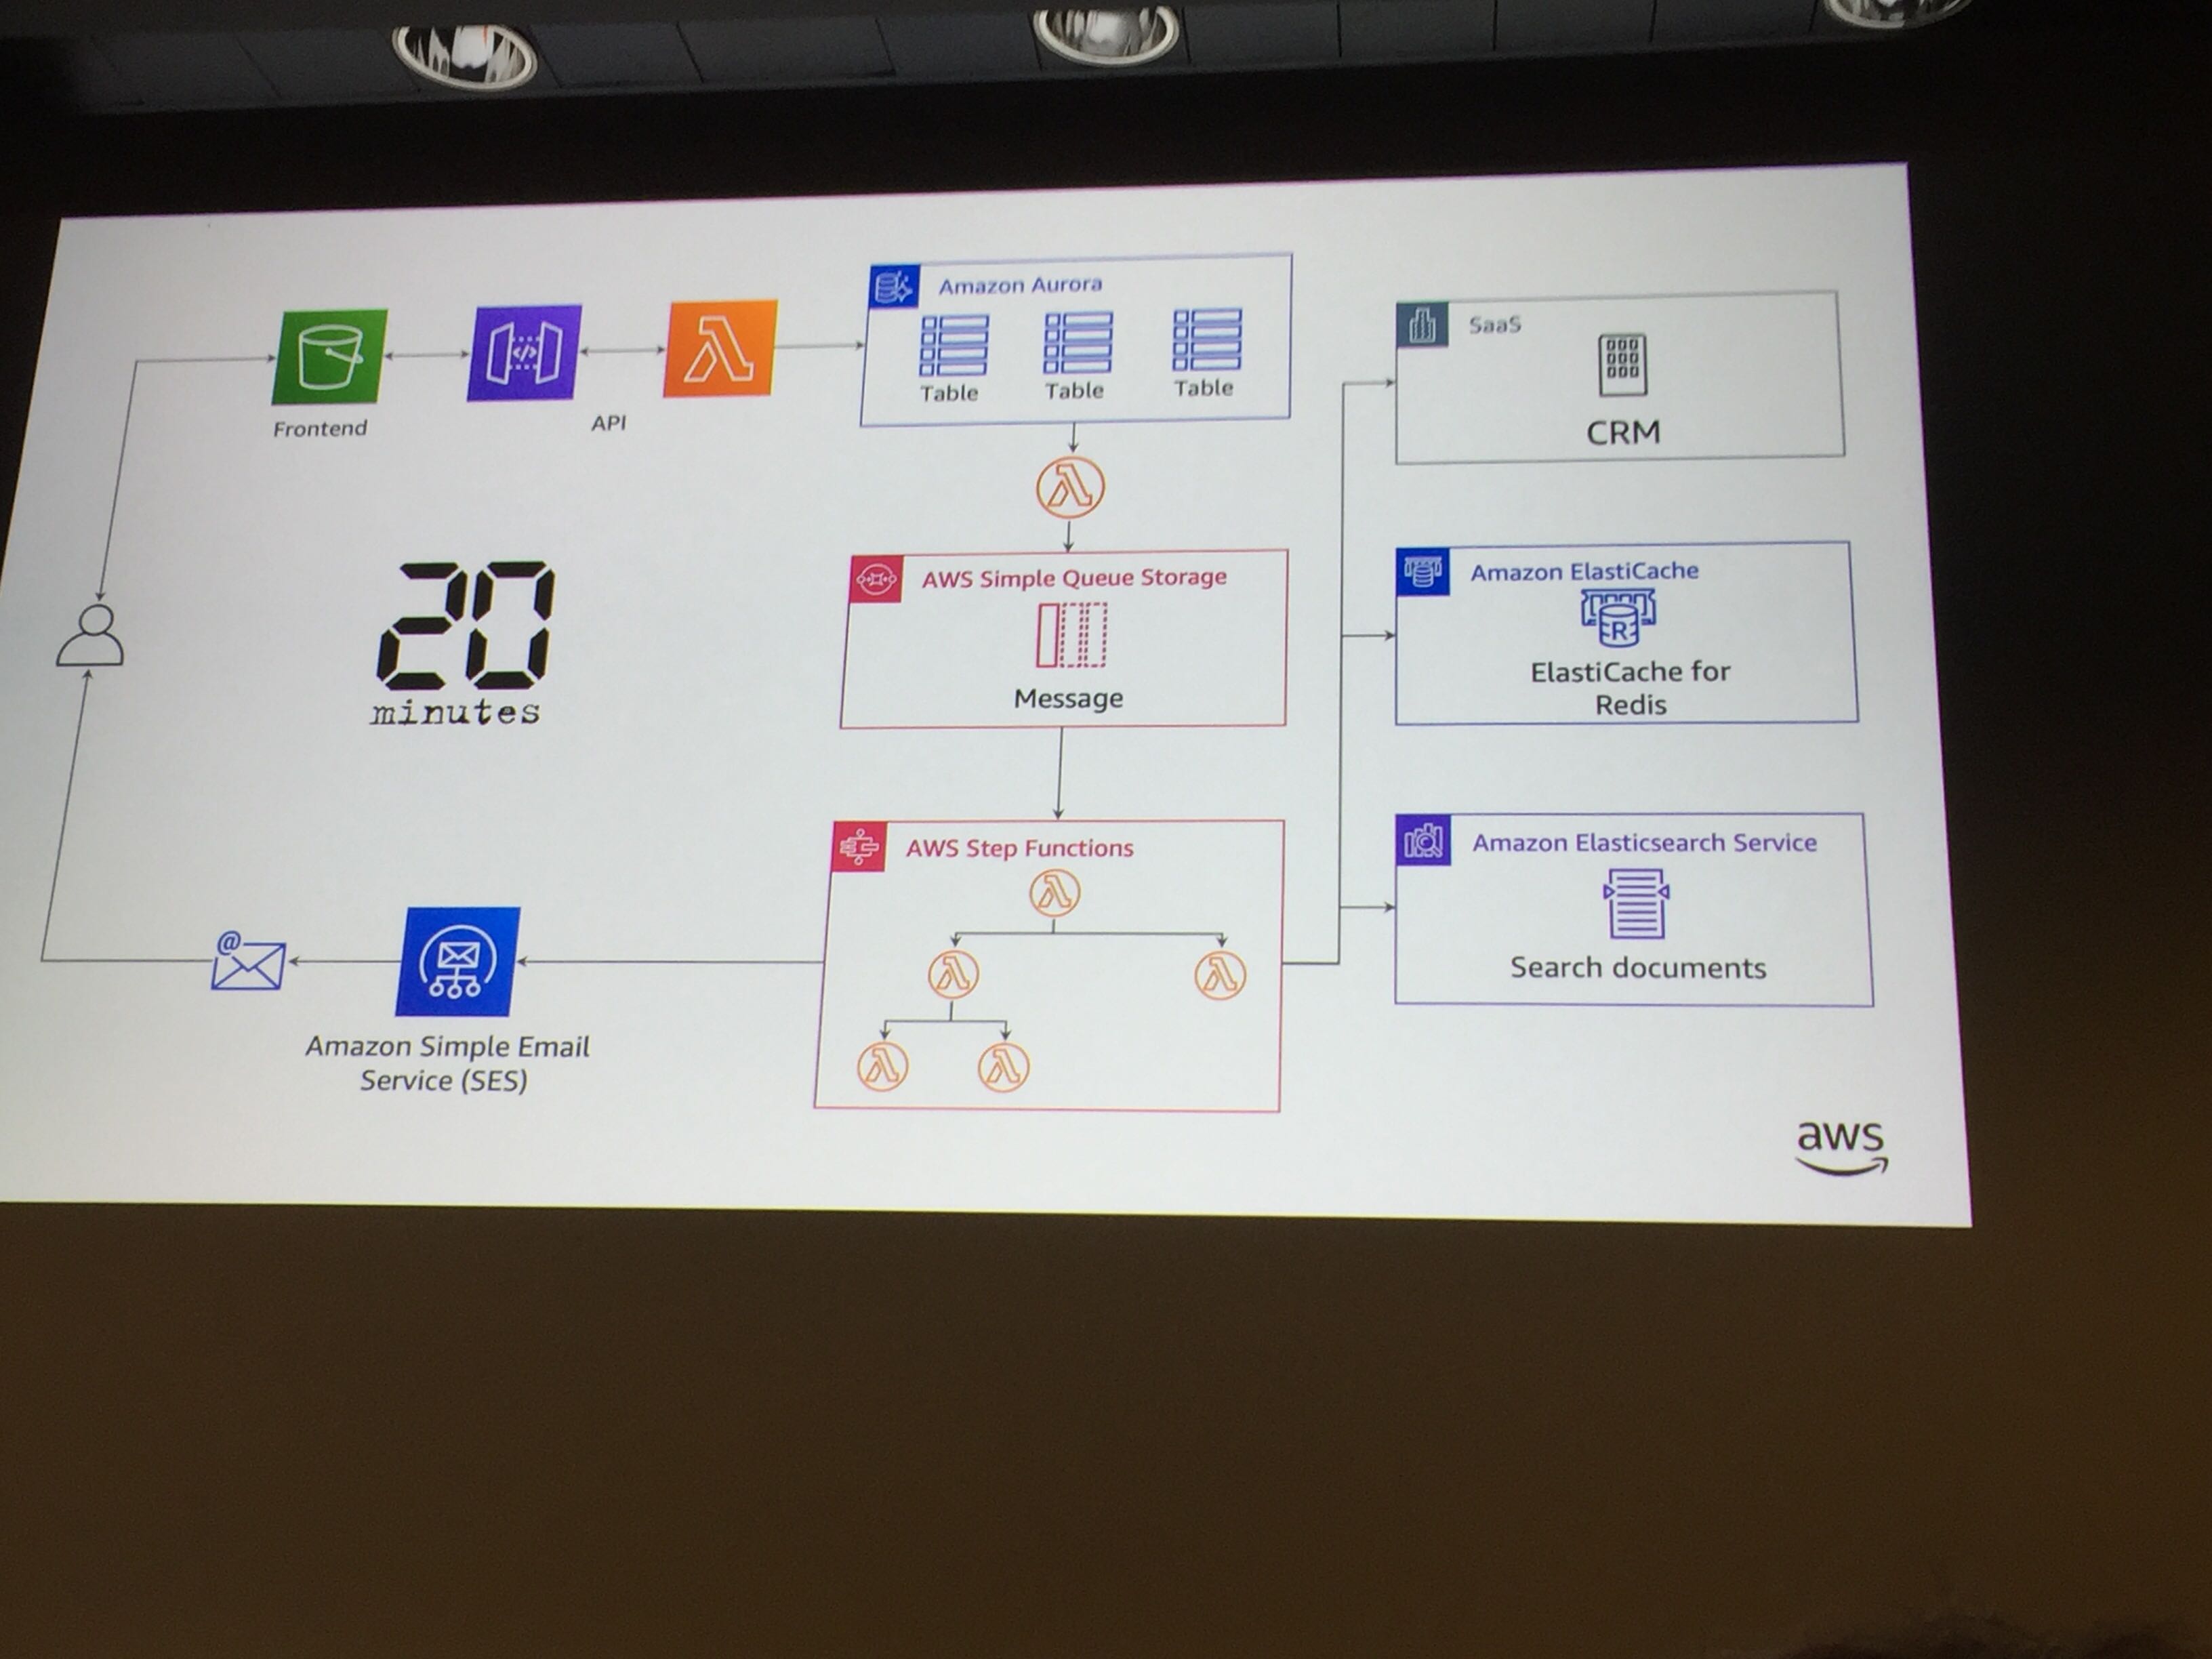 Frontend
</>
API
Amazon Aurora
Table
Table
Table
SaaS
CRM
20
minutes
AWS Simple Queue Storage
Message
Amazon ElastiCache
R
ElastiCache for
Redis
AWS Step Functions
Amazon Elasticsearch Service
Search documents
@
Amazon Simple Email
Service (SES)
aws